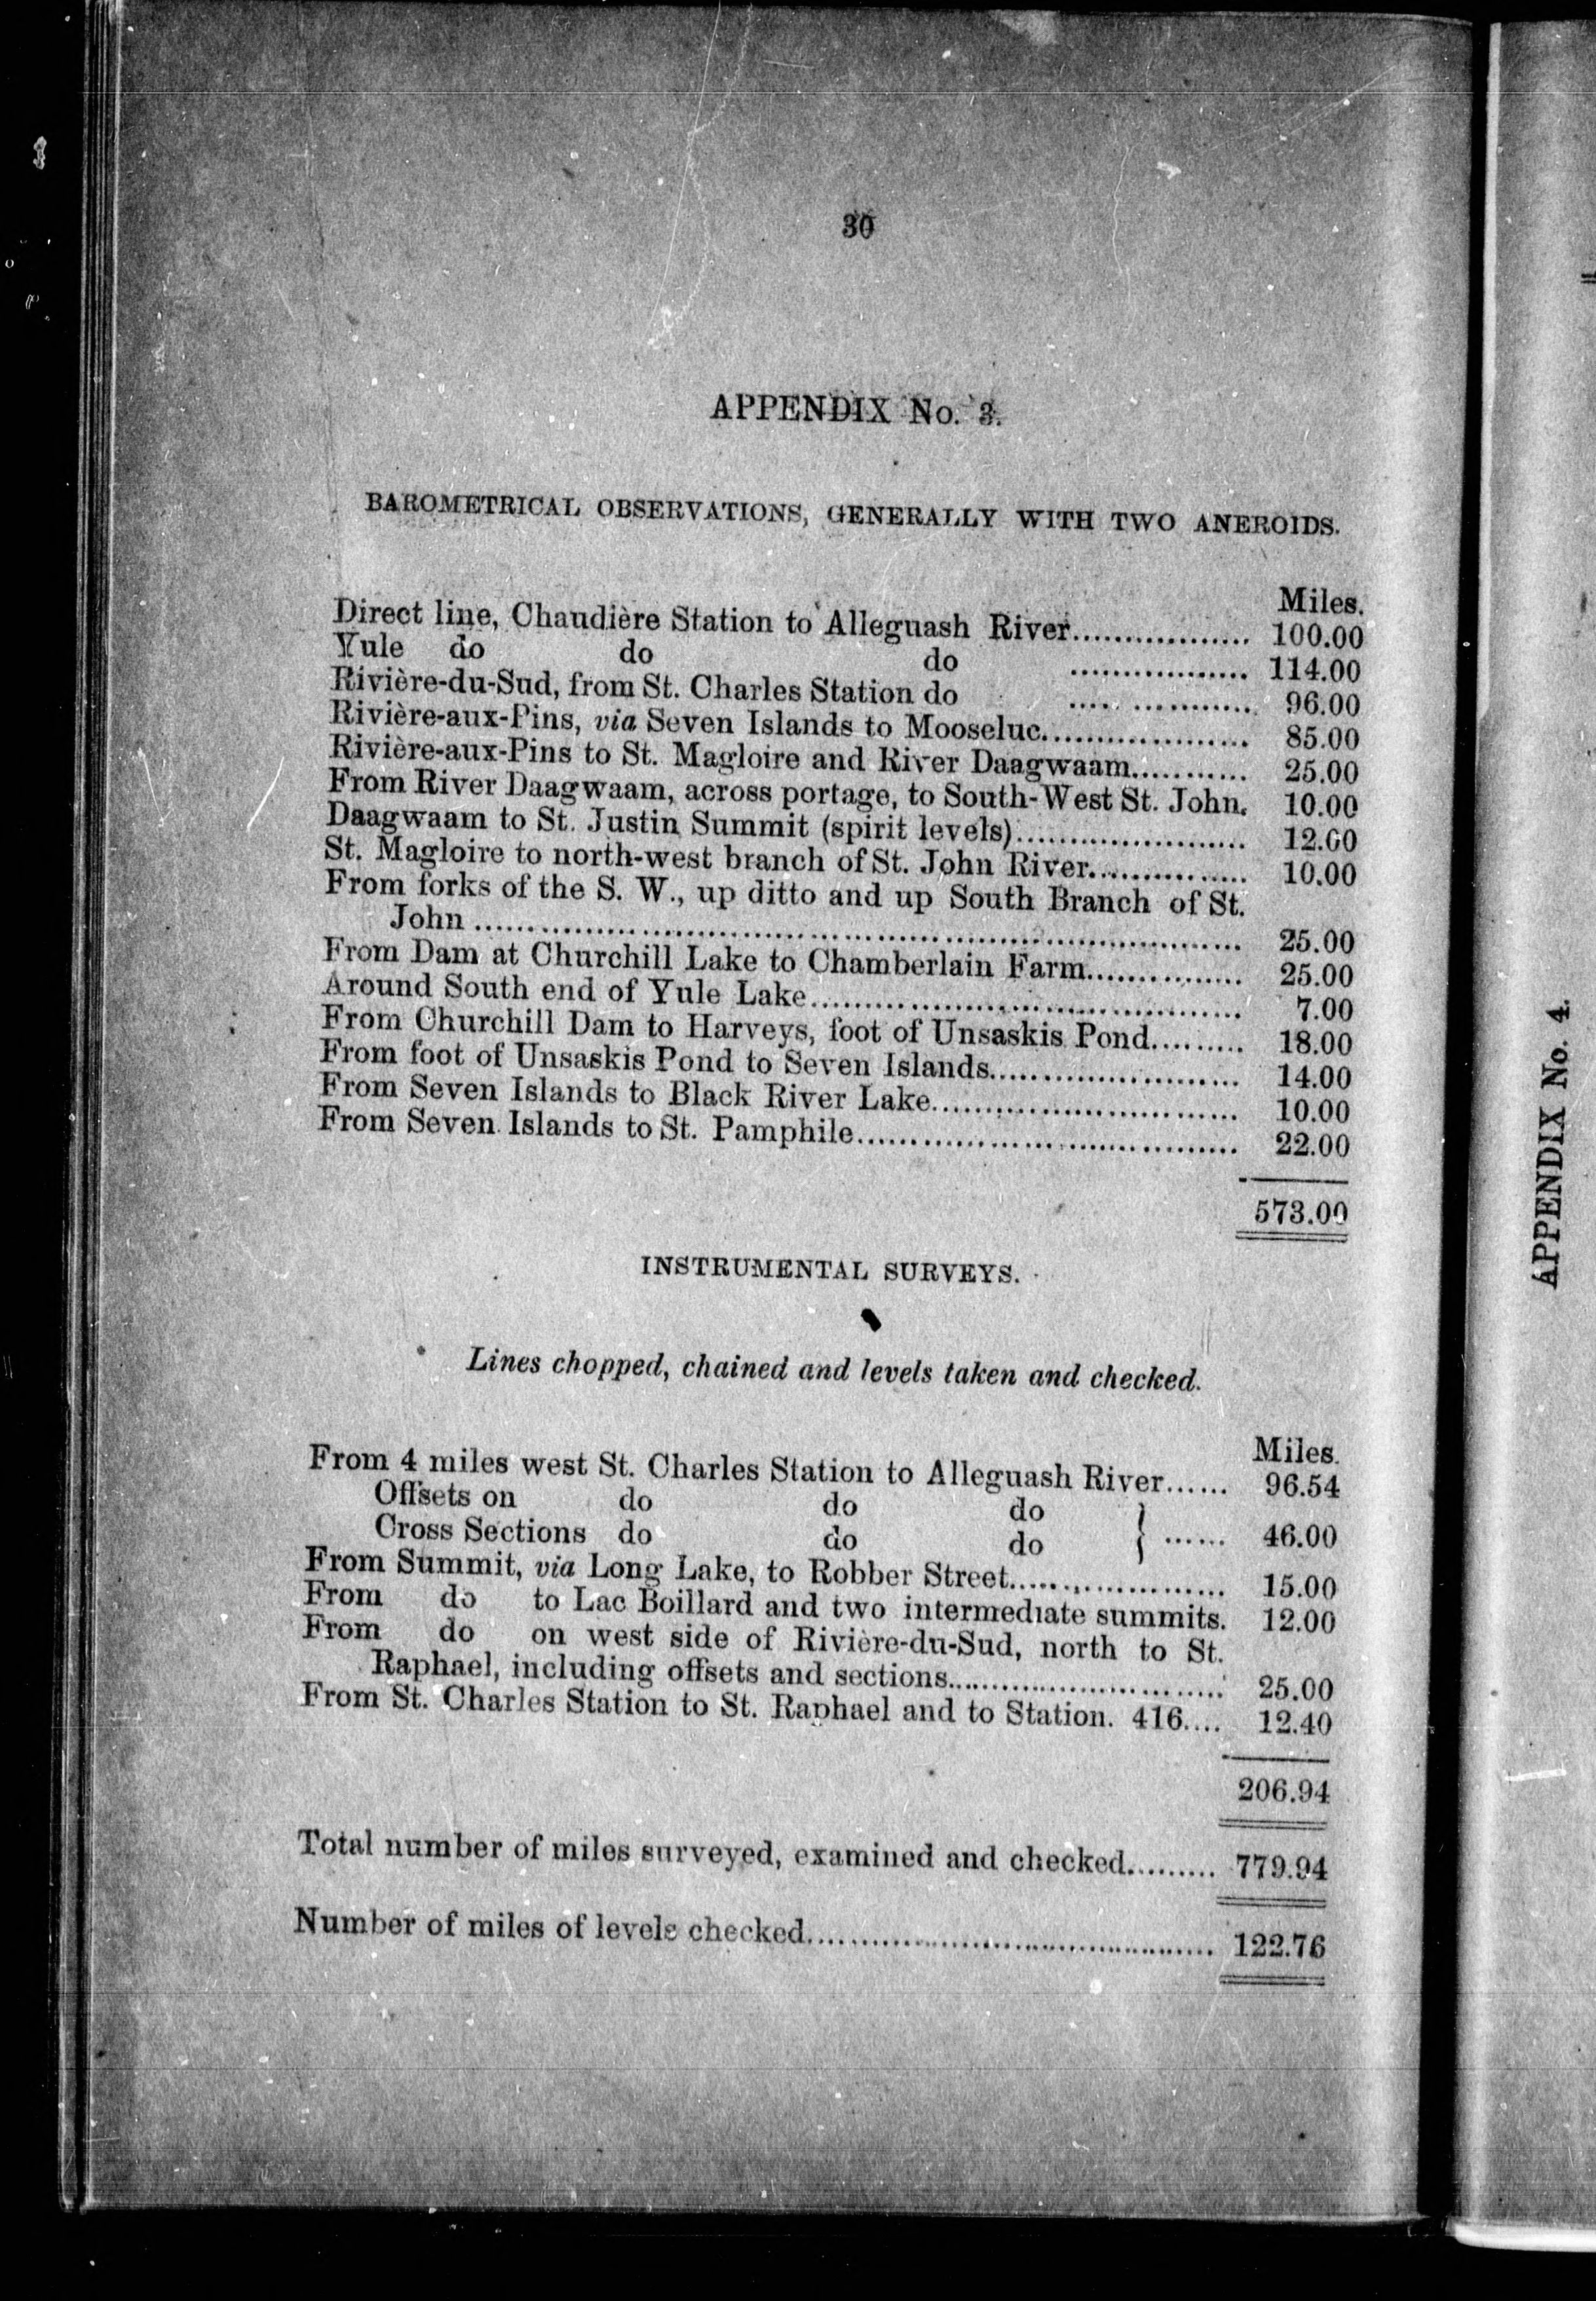 30
APPENDIX No. 3.
BAROMETRICAL OBSERVATIONS, GENERALLY WITH TWO ANEROIDS.
Miles.
Direct line, Chaudière Station to Alleguash River................. 100.00
Yule do do do ................. 114.00
Rivière-du-Sud, from St. Charles Station do ..... ............ 96.00
Rivière-aux-Pins, via Seven Islands to Mooseluc.................... 85.00
Rivière-aux-Pins to St. Magloire and River Daagwaam........... 25.00
From River Daagwaam, across portage, to South-West St. John. 10.00
Daagwaam to St. Justin Summit (spirit levels)...................... 12.00
St. Magloire to north-west branch of St. John River............... 10.00
From forks of the S. W., up ditto and up South Branch of St.
John .......................................................................... 25.00
From Dam at Churchill Lake to Chamberlain Farm............... 25.00
Around South end of Yule Lake......................................... 7.00
From Churchill Dam to Harveys, foot of Unsaskis Pond......... 18.00
From foot of Unsaskis Pond to Seven Islands........................ 14.00
From Seven Islands to Black River Lake............................. 10.00
From Seven Islands to St. Pamphile.................................... 22.00
573.00
INSTRUMENTAL SURVEYS.
Lines chopped, chained and levels taken and checked.
Miles.
From 4 miles west St. Charles Station to Alleguash River...... 96.54
Offsets on do do do
Cross Sections do do do } ...... 46.00
From Summit, via Long Lake, to Robber Street..................... 15.00
From do to Lac Boillard and two intermediate summits. 12.00
From do on west side of Rivière-du-Sud, north to St.
Raphael, including offsets and sections.......................... 25.00
From St. Charles Station to St. Raphael and to Station. 416.... 12.40
206.94
Total number of miles surveyed, examined and checked......... 779.94
Number of miles of levels checked....................................... 122.76
APPENDIX No. 4.